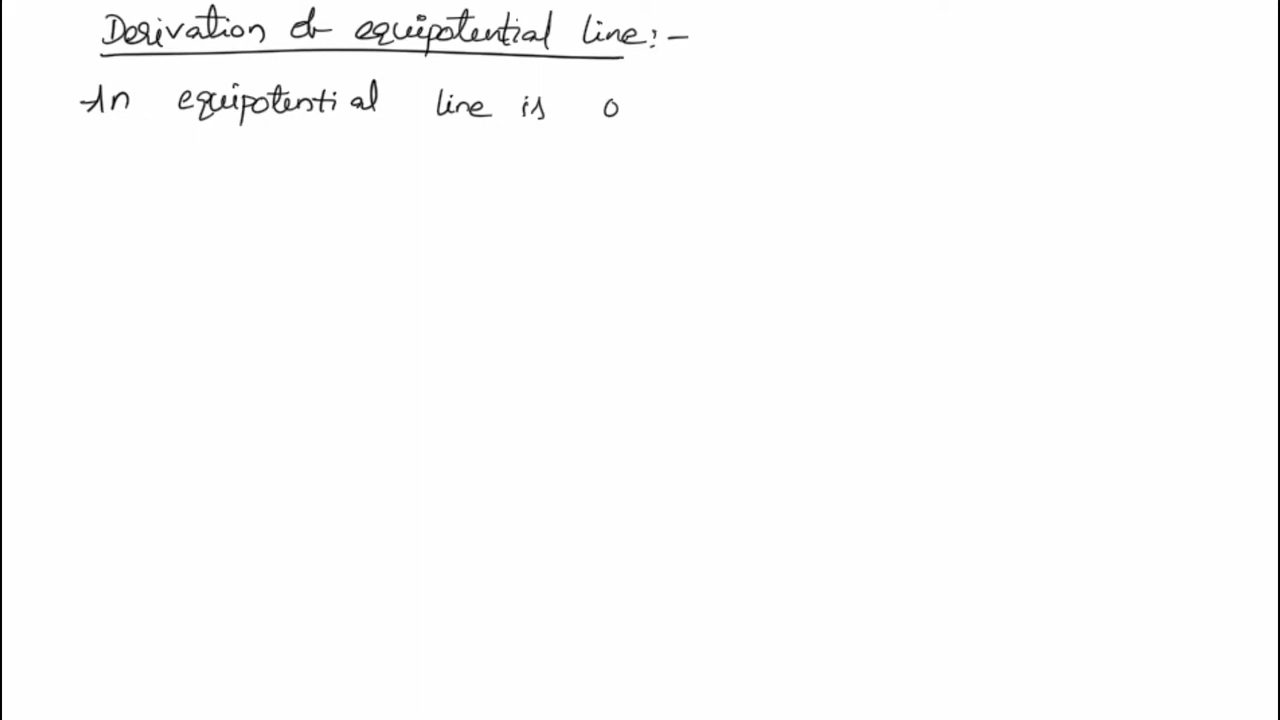 Derivation of equipotential line:-
An equipotential line is